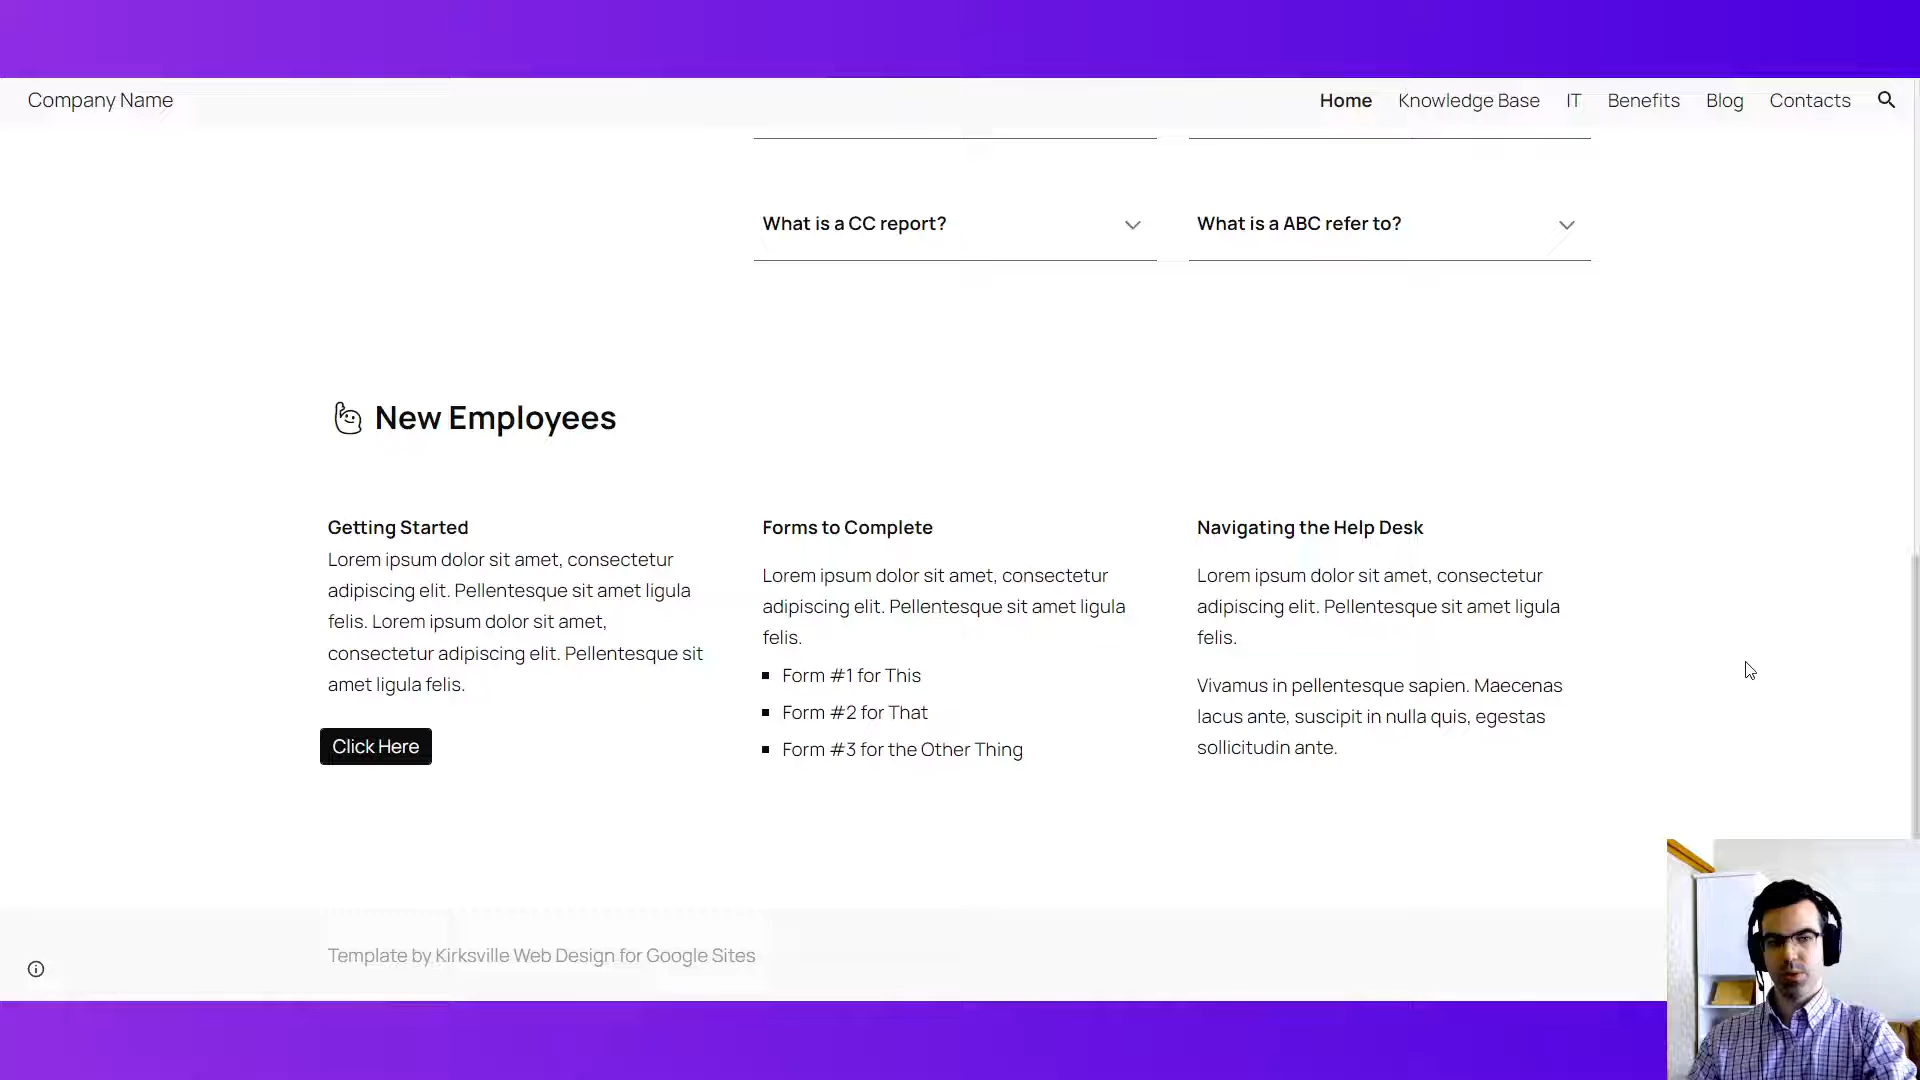 Company Name
Home Knowledge Base IT Benefits Blog Contacts
What is a CC report?
What is a ABC refer to?
New Employees
Getting Started
Lorem ipsum dolor sit amet, consectetur
adipiscing elit. Pellentesque sit amet ligula
felis. Lorem ipsum dolor sit amet,
consectetur adipiscing elit. Pellentesque sit
amet ligula felis.
Click Here
Forms to Complete
Lorem ipsum dolor sit amet, consectetur
adipiscing elit. Pellentesque sit amet ligula
felis.
Form #1 for This
Form #2 for That
Form #3 for the Other Thing
Navigating the Help Desk
Lorem ipsum dolor sit amet, consectetur
adipiscing elit. Pellentesque sit amet ligula
felis.
Vivamus in pellentesque sapien. Maecenas
lacus ante, suscipit in nulla quis, egestas
sollicitudin ante.
Template by Kirksville Web Design for Google Sites